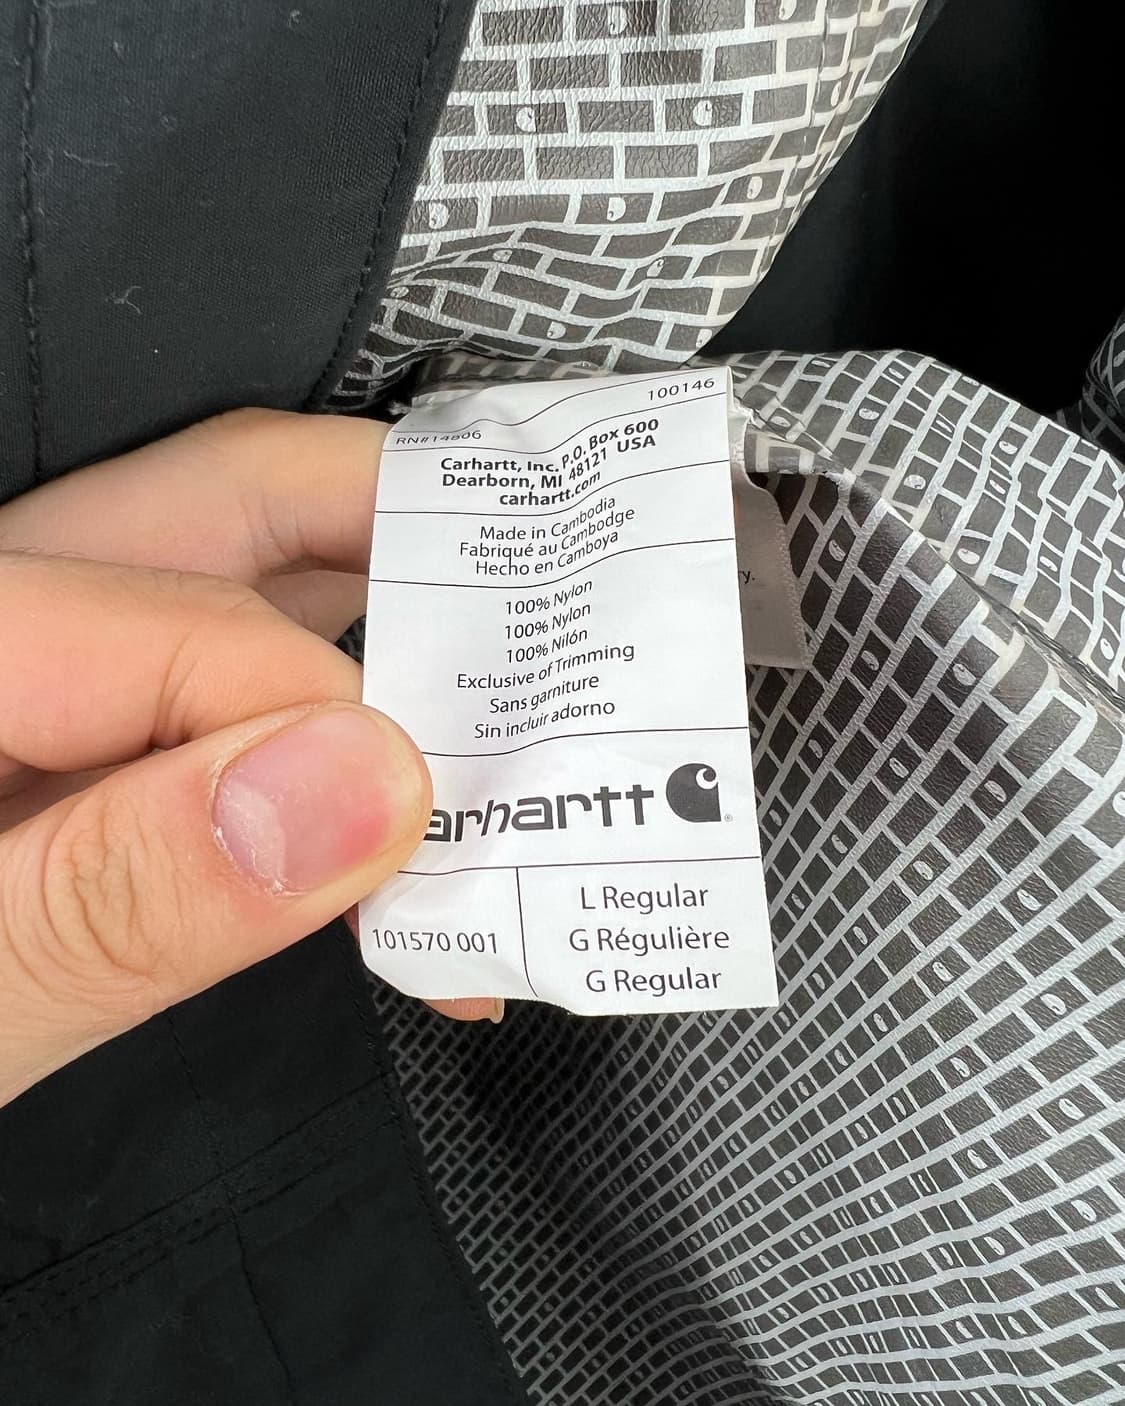 100146
RN#14806
Carhartt, Inc. P.O. Box 600
Dearborn, MI 48121 USA
carhartt.com
Made in Cambodia
Fabriqué au Cambodge
Hecho en Camboya
100% Nylon
100% Nylon
100% Nilón
Exclusive of Trimming
Sans garniture
Sin incluir adorno
arhartt
101570 001
L Regular
G Régulière
G Regular